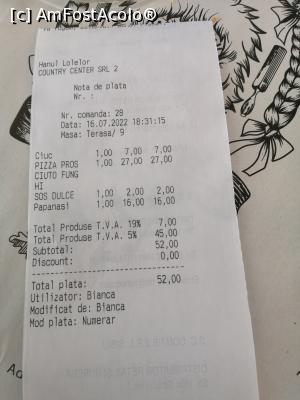 [c] AmFostAcolo®
Hanul Lolelor
COUNTRY CENTER SRL 2
Nota de plata
Nr. :
Nr. comanda: 28
Data: 16.07.2022 18:31:15
Masa: Terasa/ 9
Ciuc 1,00 7,00 7,00
PIZZA PROS 1,00 27,00 27,00
CIUTO FUNG
HI
SOS DULCE 1,00 2,00 2,00
Papanasi 1,00 16,00 16,00
Total Produse T.V.A. 19% 7,00
Total Produse T.V.A. 5% 45,00
Subtotal: 52,00
Discount: 0,00
Total plata: 52,00
Utilizator: Bianca
Modificat de: Bianca
Mod plata: Numerar